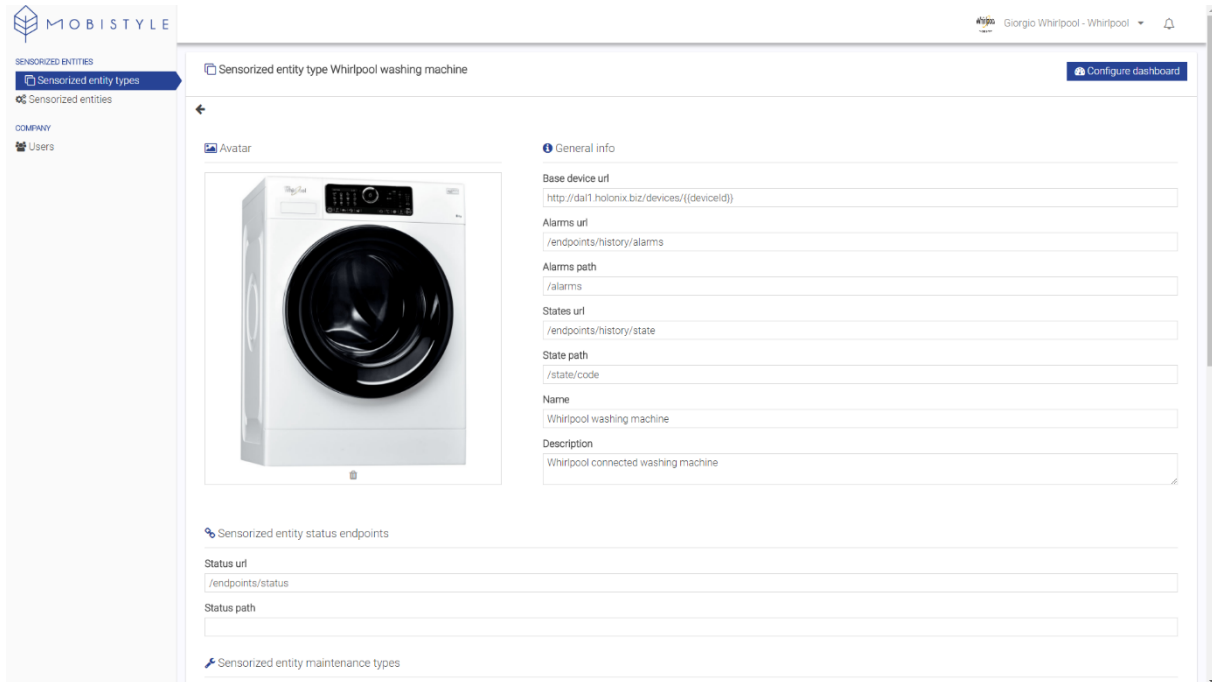 MOBISTYLE
Giorgio Whirlpool - Whirlpool
SENSORIZED ENTITIES
Sensorized entity types
Sensorized entities
COMPANY
Users
Sensorized entity type Whirlpool washing machine
Configure dashboard
Avatar
Whirlpool
General info
Base device url
http://dal1.holonix.biz/devices/{{deviceId}}
Alarms url
/endpoints/history/alarms
Alarms path
/alarms
States url
/endpoints/history/state
State path
/state/code
Name
Whirlpool washing machine
Description
Whirlpool connected washing machine
Sensorized entity status endpoints
Status url
/endpoints/status
Status path
Sensorized entity maintenance types